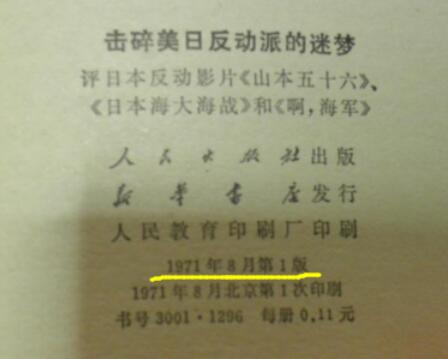 击碎美日反动派的迷梦
评日本反动影片《山本五十六》、
《日本海大海战》和《啊，海军》
人民出版社出版
新华书店发行
人民教育印刷厂印刷
1971年8月第1版
1971年8月北京第1次印刷
书号3001·1296 每册0.11元